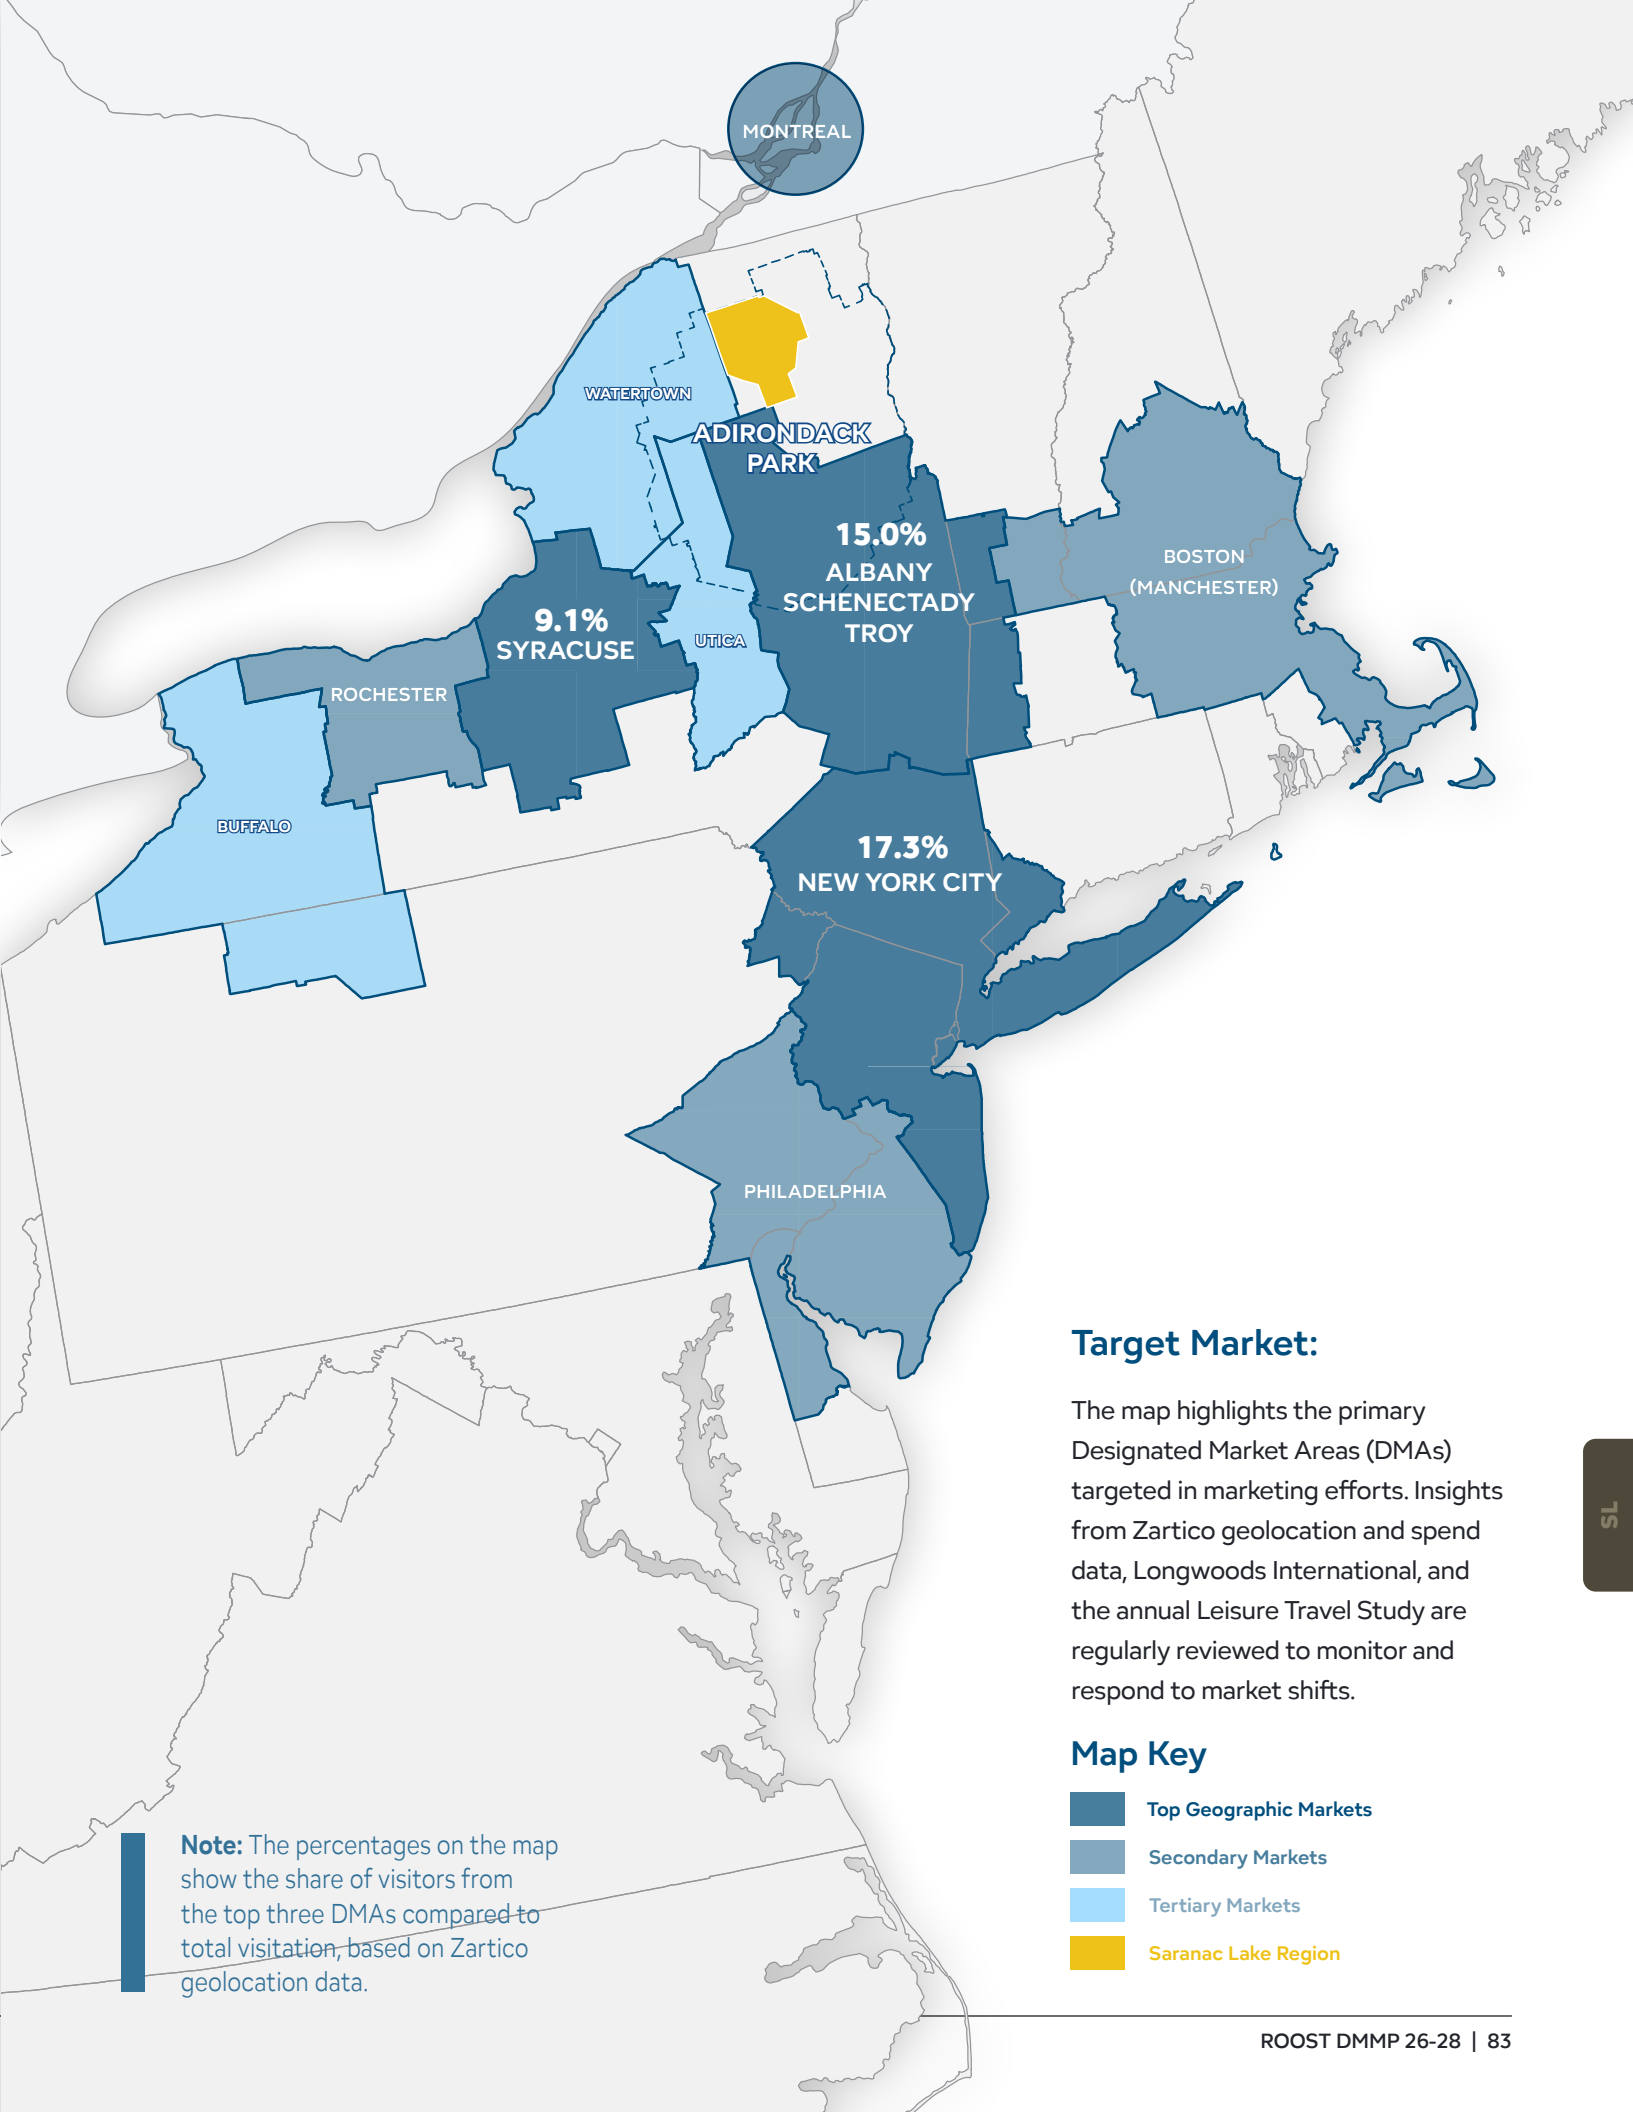 MONTREAL
WATERTOWN
ADIRONDACK
PARK
15.0%
ALBANY
SCHENECTADY
TROY
BOSTON
(MANCHESTER)
9.1%
SYRACUSE
UTICA
ROCHESTER
BUFFALO
17.3%
NEW YORK CITY
PHILADELPHIA
Target Market:
The map highlights the primary
Designated Market Areas (DMAs)
targeted in marketing efforts. Insights
from Zartico geolocation and spend
data, Longwoods International, and
the annual Leisure Travel Study are
regularly reviewed to monitor and
respond to market shifts.
SL
Map Key
Top Geographic Markets
Secondary Markets
Tertiary Markets
Saranac Lake Region
Note: The percentages on the map
show the share of visitors from
the top three DMAs compared to
total visitation, based on Zartico
geolocation data.
ROOST DMMP 26-28 | 83